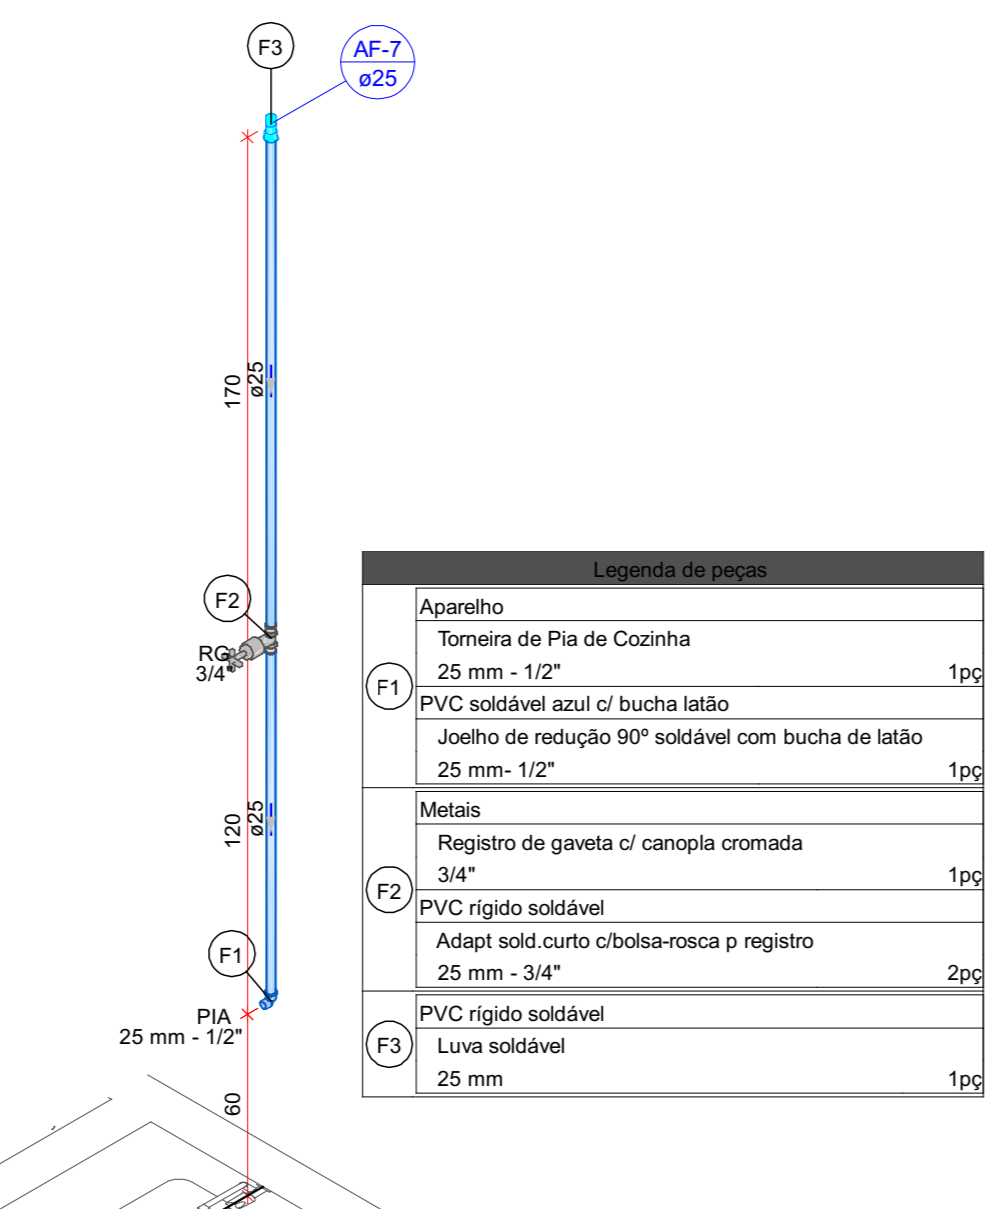 F3
AF-7
ø25
170
ø25
F2
RG
3/4"
120
ø25
F1
PIA
25 mm - 1/2"
60
Legenda de peças
F1
Aparelho
Torneira de Pia de Cozinha
25 mm - 1/2" 1pç
PVC soldável azul c/ bucha latão
Joelho de redução 90º soldável com bucha de latão
25 mm- 1/2" 1pç
F2
Metais
Registro de gaveta c/ canopla cromada
3/4" 1pç
PVC rígido soldável
Adapt sold.curto c/bolsa-rosca p registro
25 mm - 3/4" 2pç
F3
PVC rígido soldável
Luva soldável
25 mm 1pç